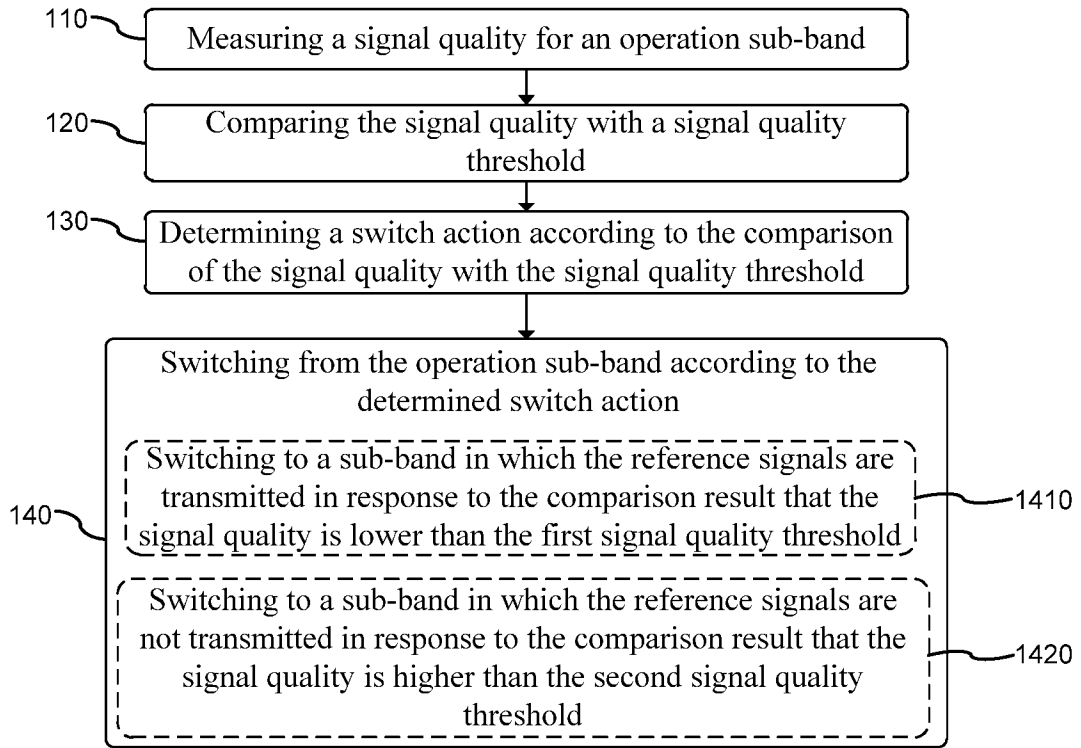 110
Measuring a signal quality for an operation sub-band
120
Comparing the signal quality with a signal quality
threshold
130
Determining a switch action according to the comparison
of the signal quality with the signal quality threshold
140
Switching from the operation sub-band according to the
determined switch action
Switching to a sub-band in which the reference signals are
transmitted in response to the comparison result that the
signal quality is lower than the first signal quality threshold
1410
Switching to a sub-band in which the reference signals are
not transmitted in response to the comparison result that the
signal quality is higher than the second signal quality
threshold
1420